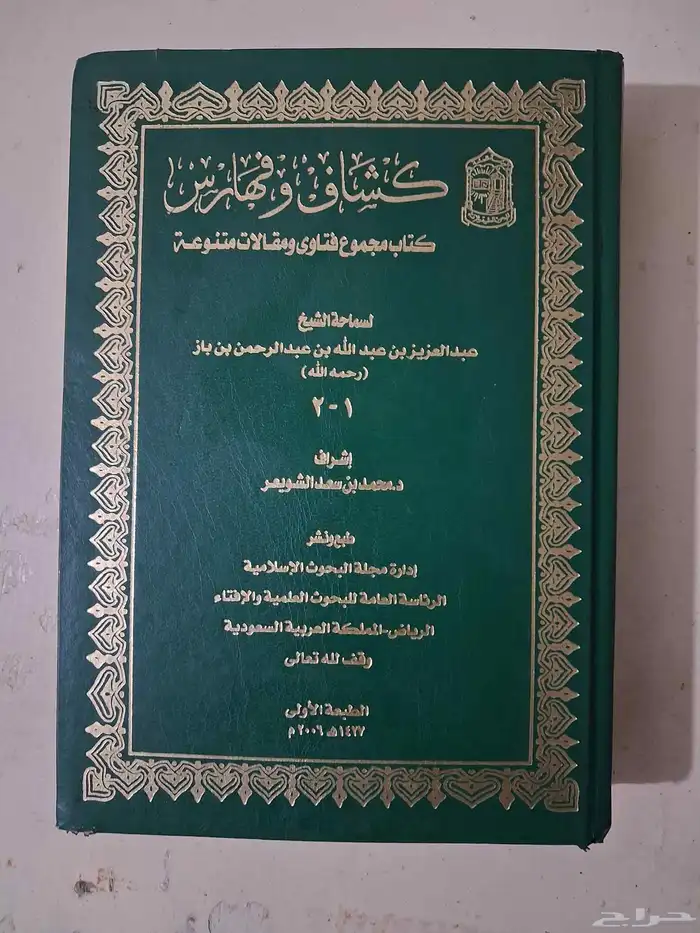 كشاف وفهارس
كتاب مجموع فتاوى ومقالات متنوعة
لسماحة الشيخ
عبدالعزيز بن عبد الله بن عبدالرحمن بن باز
(رحمه الله)
١-٢
إشراف
د.محمد بن سعد الشويعر
طبع ونشر
إدارة مجلة البحوث الإسلامية
الرئاسة العامة للبحوث العلمية والإفتاء
الرياض-المملكة العربية السعودية
وقف لله تعالى
الطبعة الأولى
١٤٢٧هـ ٢٠٠٦م
حراج